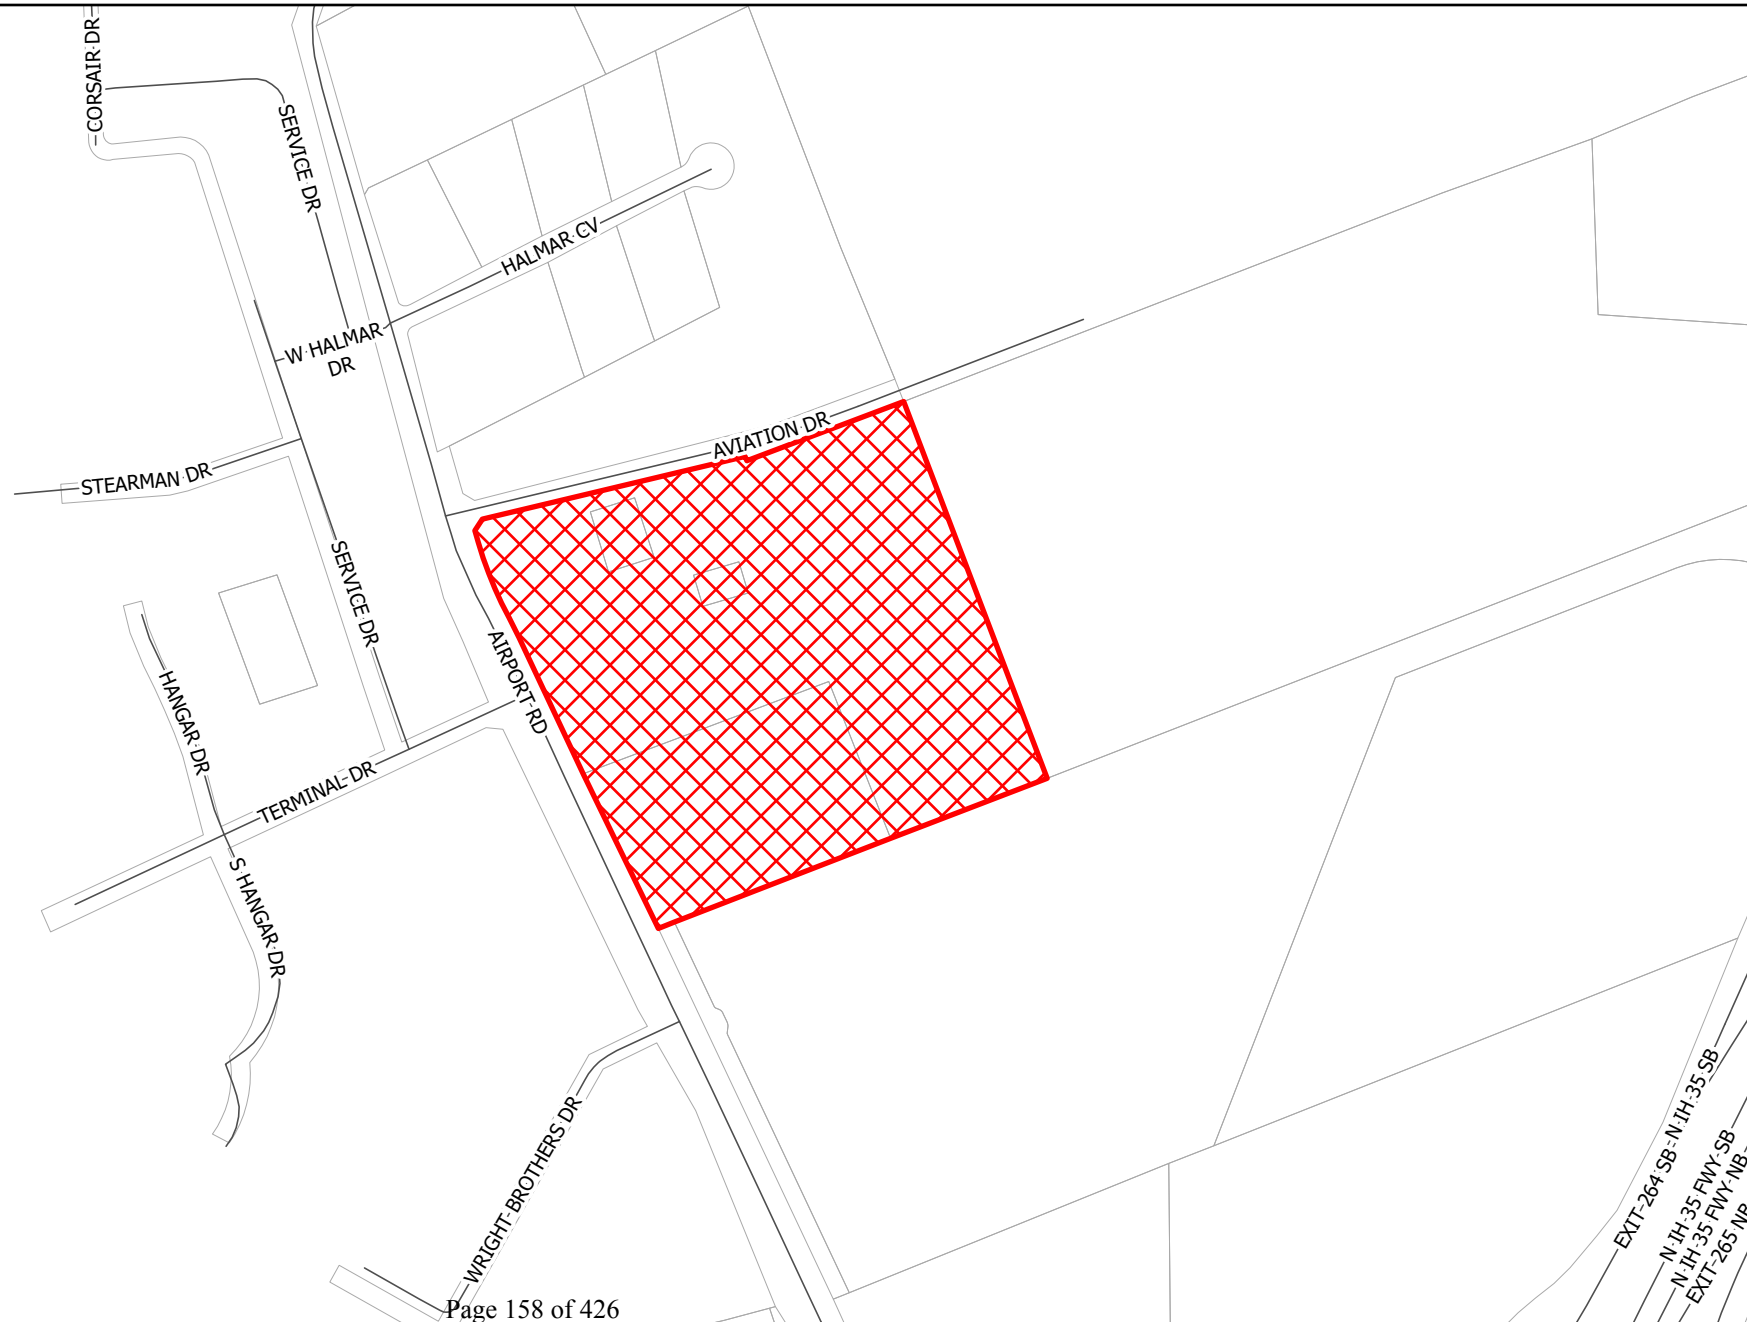 CORSAIR DR
SERVICE DR
HALMAR CV
W HALMAR
DR
AVIATION DR
STEARMAN DR
SERVICE DR
AIRPORT RD
HANGAR DR
TERMINAL DR
S HANGAR DR
WRIGHT BROTHERS DR
EXIT 264 SB - N IH 35 SB
N IH 35 FWY SB
N IH 35 FWY NB
EXIT 265 NB
Page 158 of 426